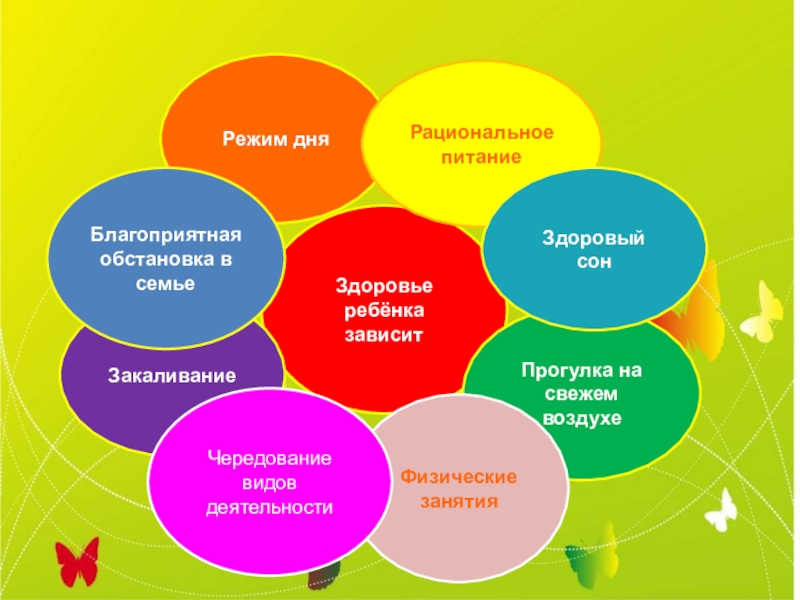 Режим дня
Рациональное
питание
Благоприятная
обстановка в
семье
Здоровый
сон
Здоровье
ребёнка
зависит
Закаливание
Прогулка на
свежем
воздухе
Чередование
видов
деятельности
Физические
занятия